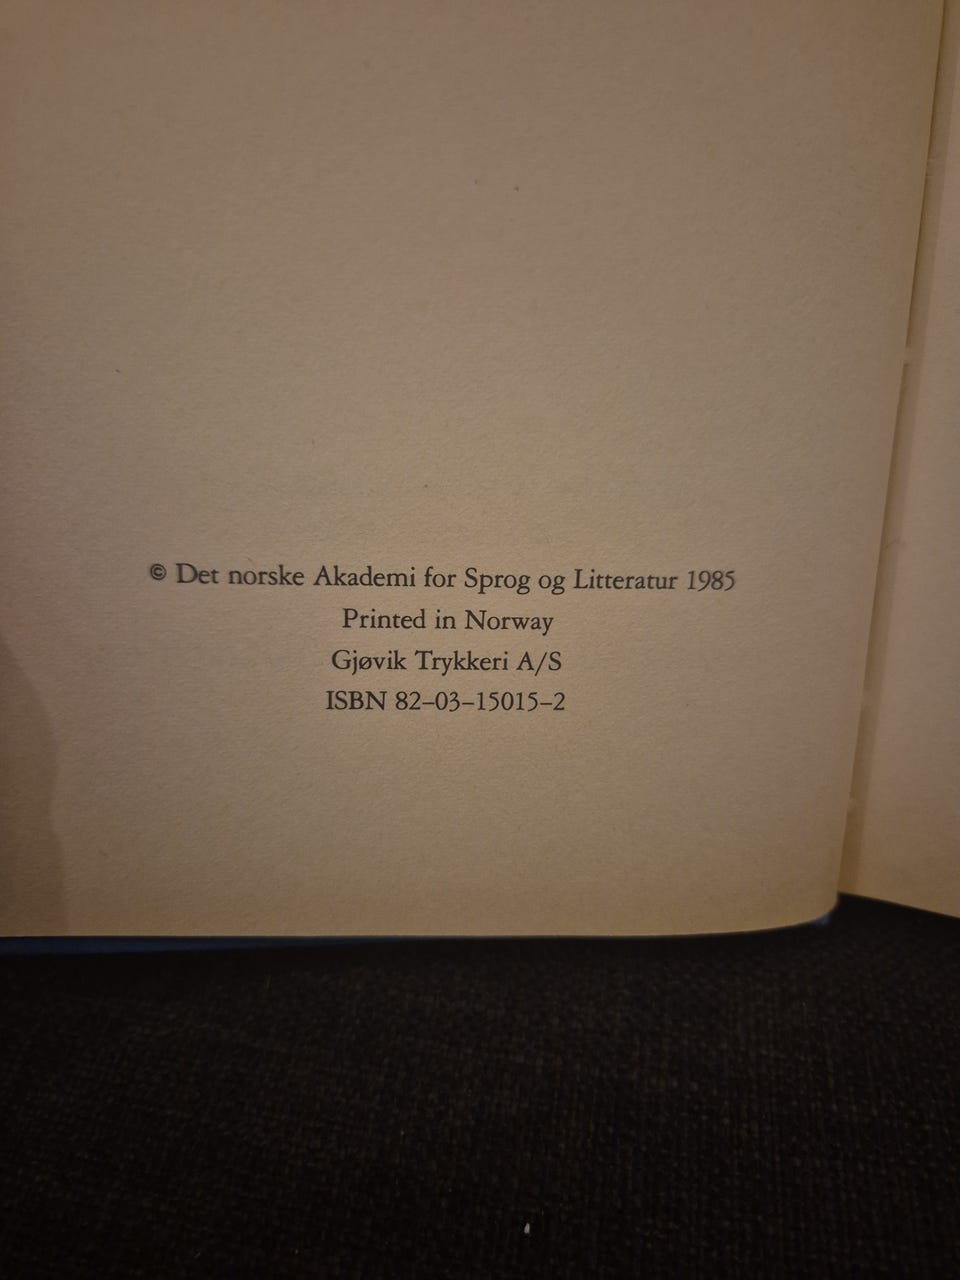 © Det norske Akademi for Sprog og Litteratur 1985
Printed in Norway
Gjøvik Trykkeri A/S
ISBN 82–03–15015–2